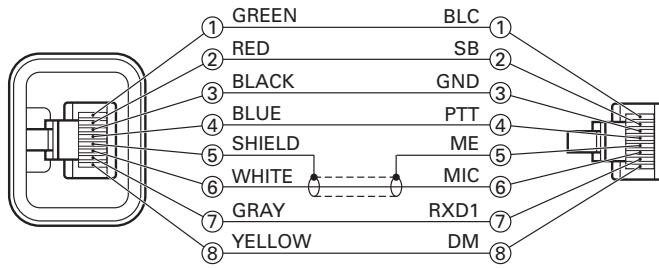 ① GREEN BLC ①
② RED SB ②
③ BLACK GND ③
④ BLUE PTT ④
⑤ SHIELD ME ⑤
⑥ WHITE MIC ⑥
⑦ GRAY RXD1 ⑦
⑧ YELLOW DM ⑧